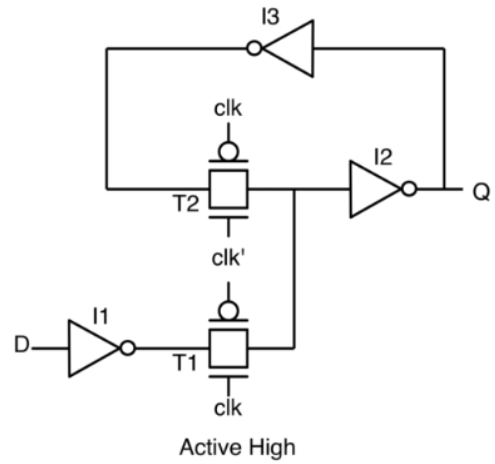 I3
clk
I2
T2
Q
clk'
I1
D
T1
clk
Active High